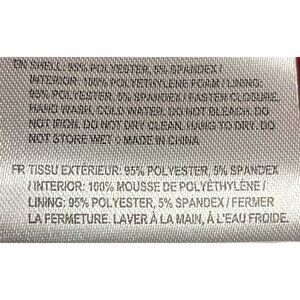 EN SHELL: 95% POLYESTER, 5% SPANDEX /
INTERIOR: 100% POLYETHYLENE FOAM / LINING:
95% POLYESTER, 5% SPANDEX / FASTEN CLOSURE.
HAND WASH. COLD WATER. DO NOT BLEACH. DO
NOT IRON. DO NOT DRY CLEAN. HANG TO DRY. DO
NOT STORE WET MADE IN CHINA
FR TISSU EXTÉRIEUR: 95% POLYESTER, 5% SPANDEX
/ INTERIOR: 100% MOUSSE DE POLYÉTHYLÈNE /
LINING: 95% POLYESTER, 5% SPANDEX / FERMER
LA FERMETURE. LAVER À LA MAIN, À L'EAU FROIDE.